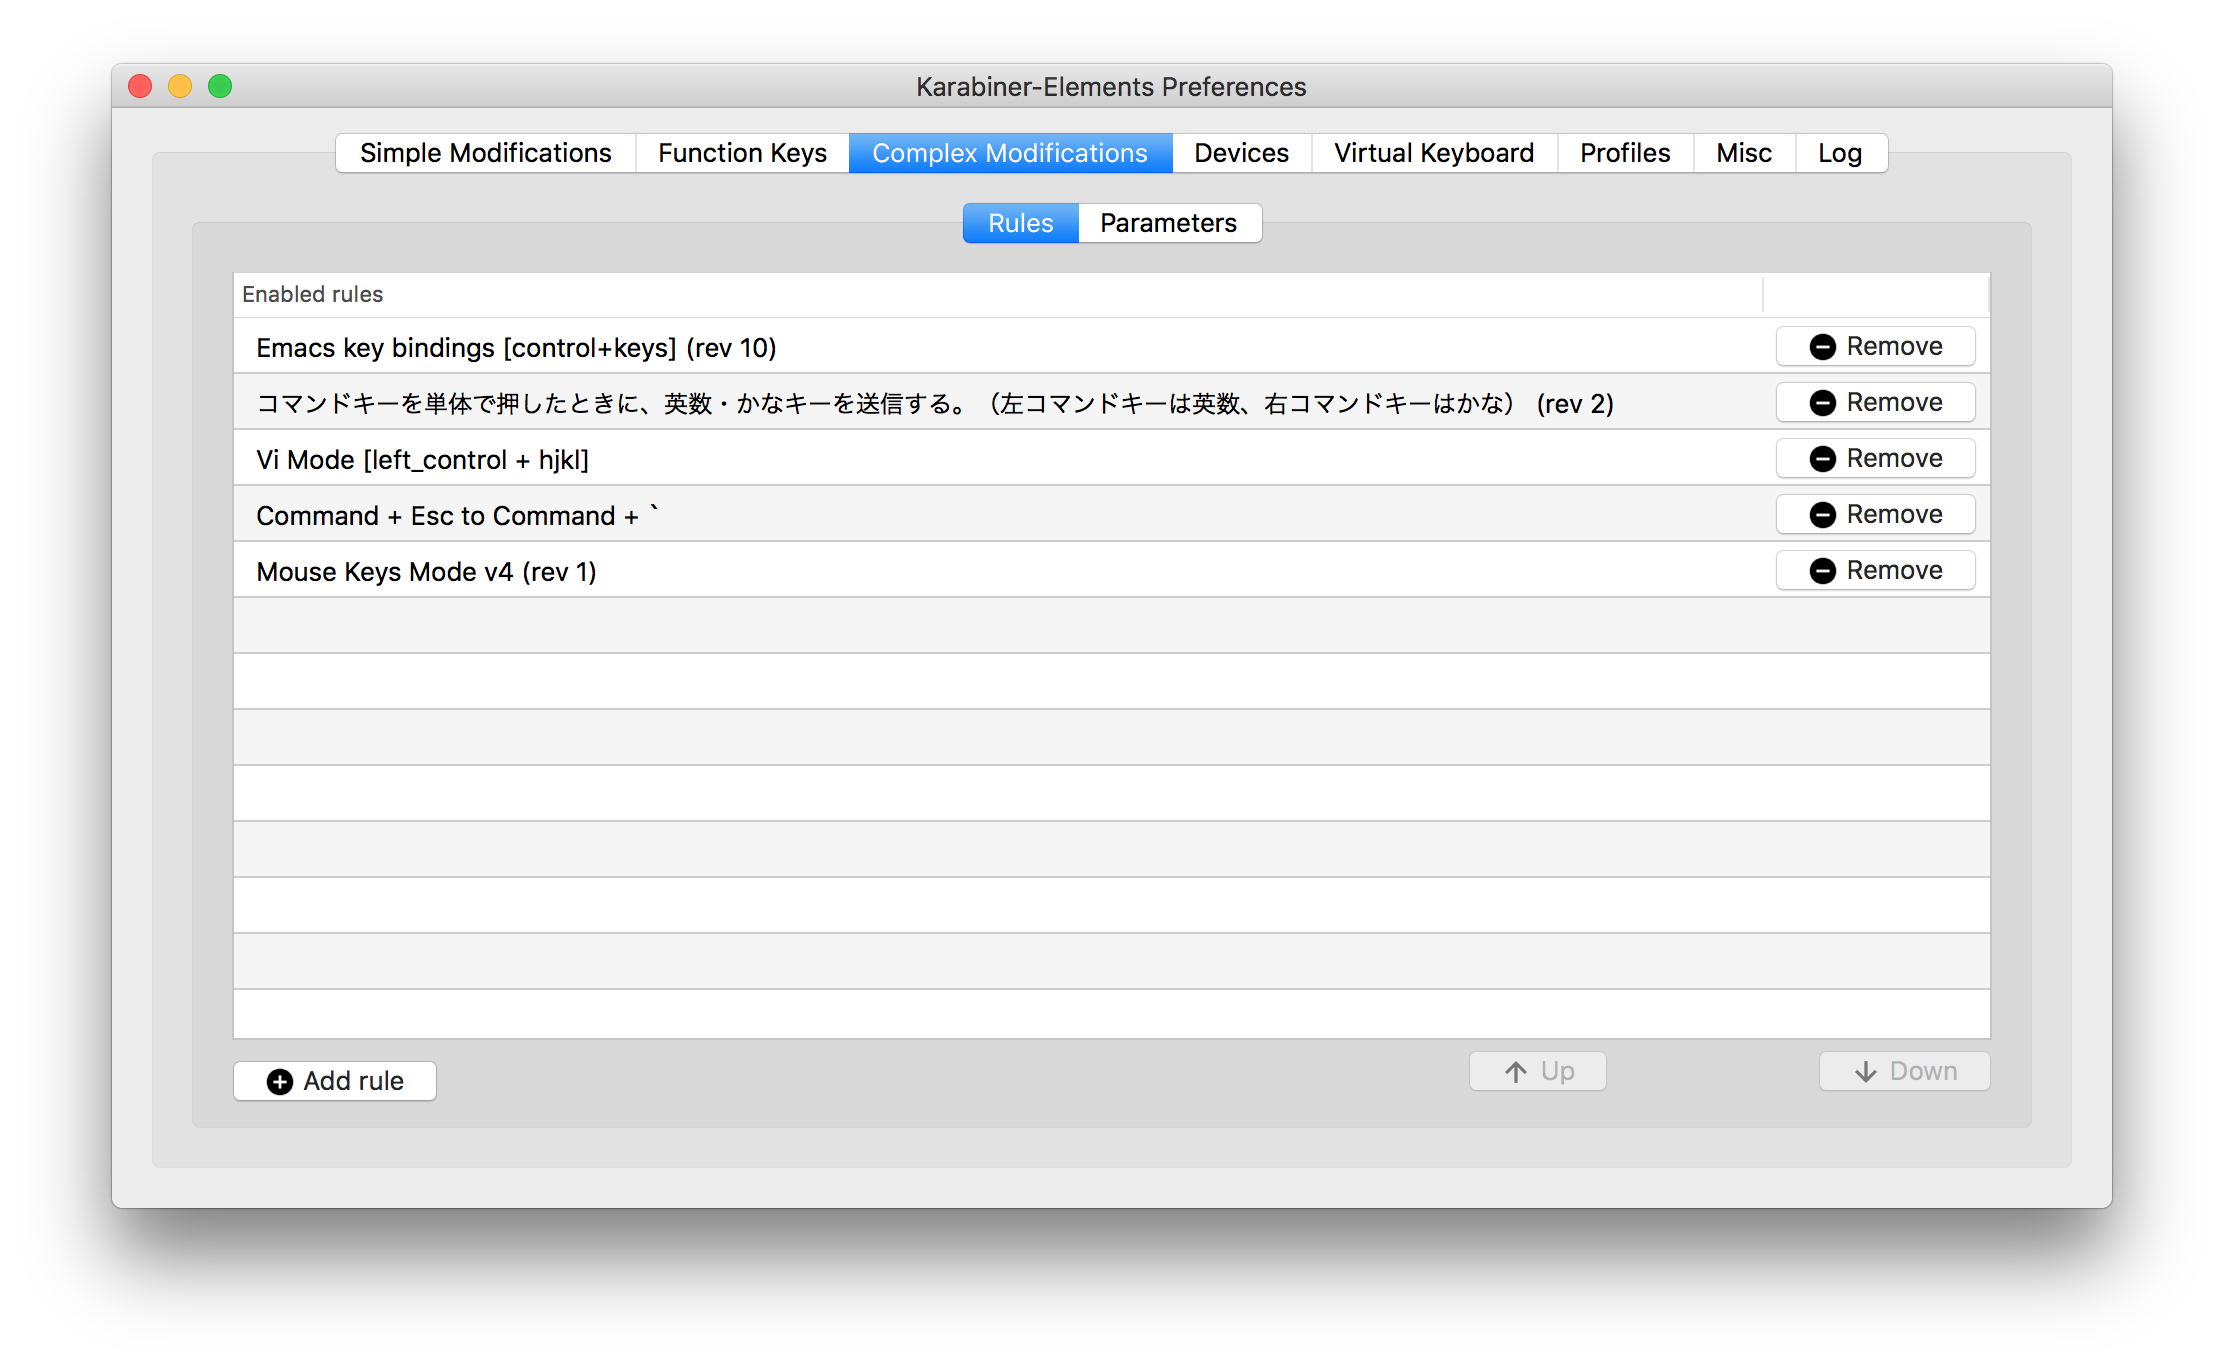 Karabiner-Elements Preferences
Simple Modifications Function Keys Complex Modifications Devices Virtual Keyboard Profiles Misc Log
Rules Parameters
Enabled rules
Emacs key bindings [control+keys] (rev 10) Remove
コマンドキーを単体で押したときに、英数・かなキーを送信する。（左コマンドキーは英数、右コマンドキーはかな） (rev 2) Remove
Vi Mode [left_control + hjkl] Remove
Command + Esc to Command + ` Remove
Mouse Keys Mode v4 (rev 1) Remove
Add rule Up Down